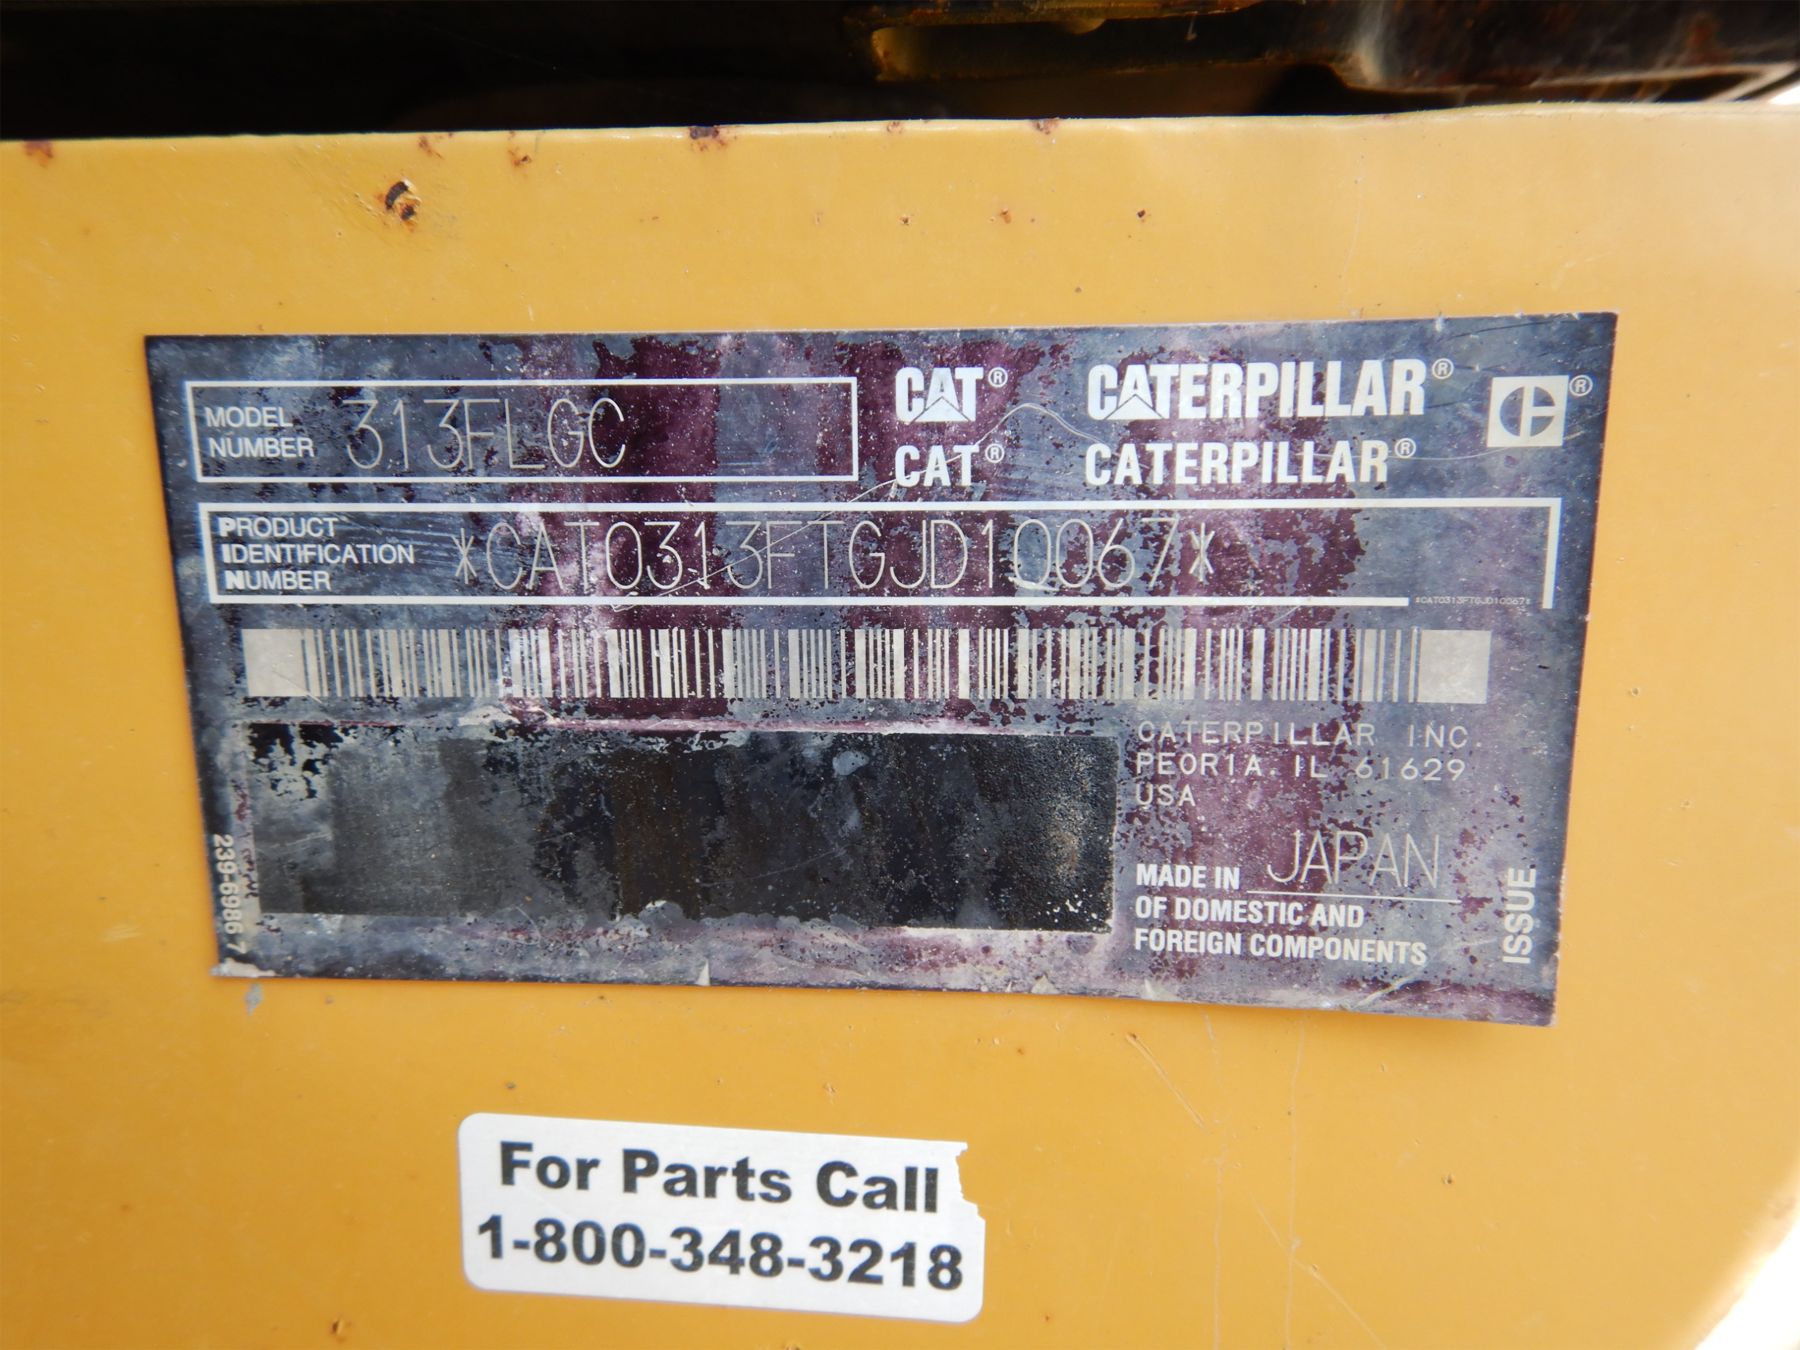 MODEL
NUMBER 313FLGC
CAT® CATERPILLAR® ®
CAT® CATERPILLAR®
PRODUCT
IDENTIFICATION
NUMBER *CAT0313FTGJD10067*
*CAT0313FTGJD10067*
CATERPILLAR INC.
PEORIA, IL 61629
USA
MADE IN JAPAN
OF DOMESTIC AND
FOREIGN COMPONENTS
ISSUE
239-6986 7
For Parts Call
1-800-348-3218